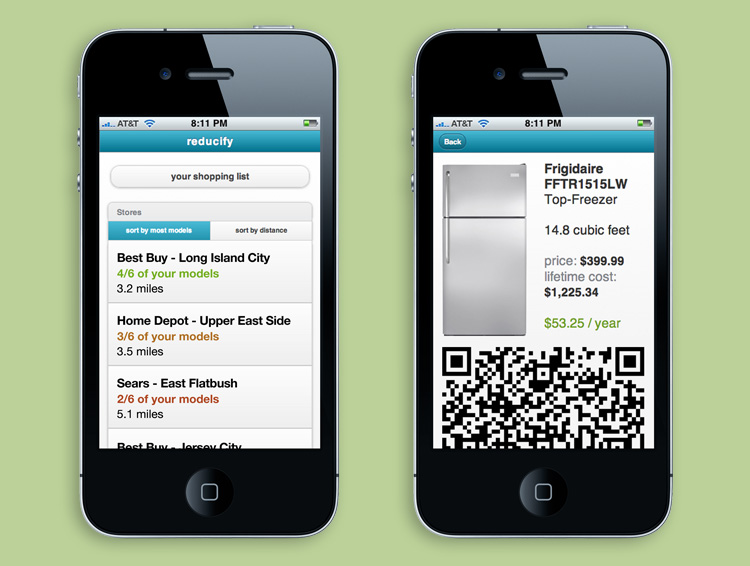 AT&T 8:11 PM
reducify
your shopping list
Stores
sort by most models sort by distance
Best Buy - Long Island City
4/6 of your models
3.2 miles
Home Depot - Upper East Side
3/6 of your models
3.5 miles
Sears - East Flatbush
2/6 of your models
5.1 miles
Best Buy - Jersey City
AT&T 8:11 PM
Back
Frigidaire
FFTR1515LW
Top-Freezer
14.8 cubic feet
price: $399.99
lifetime cost:
$1,225.34
$53.25 / year